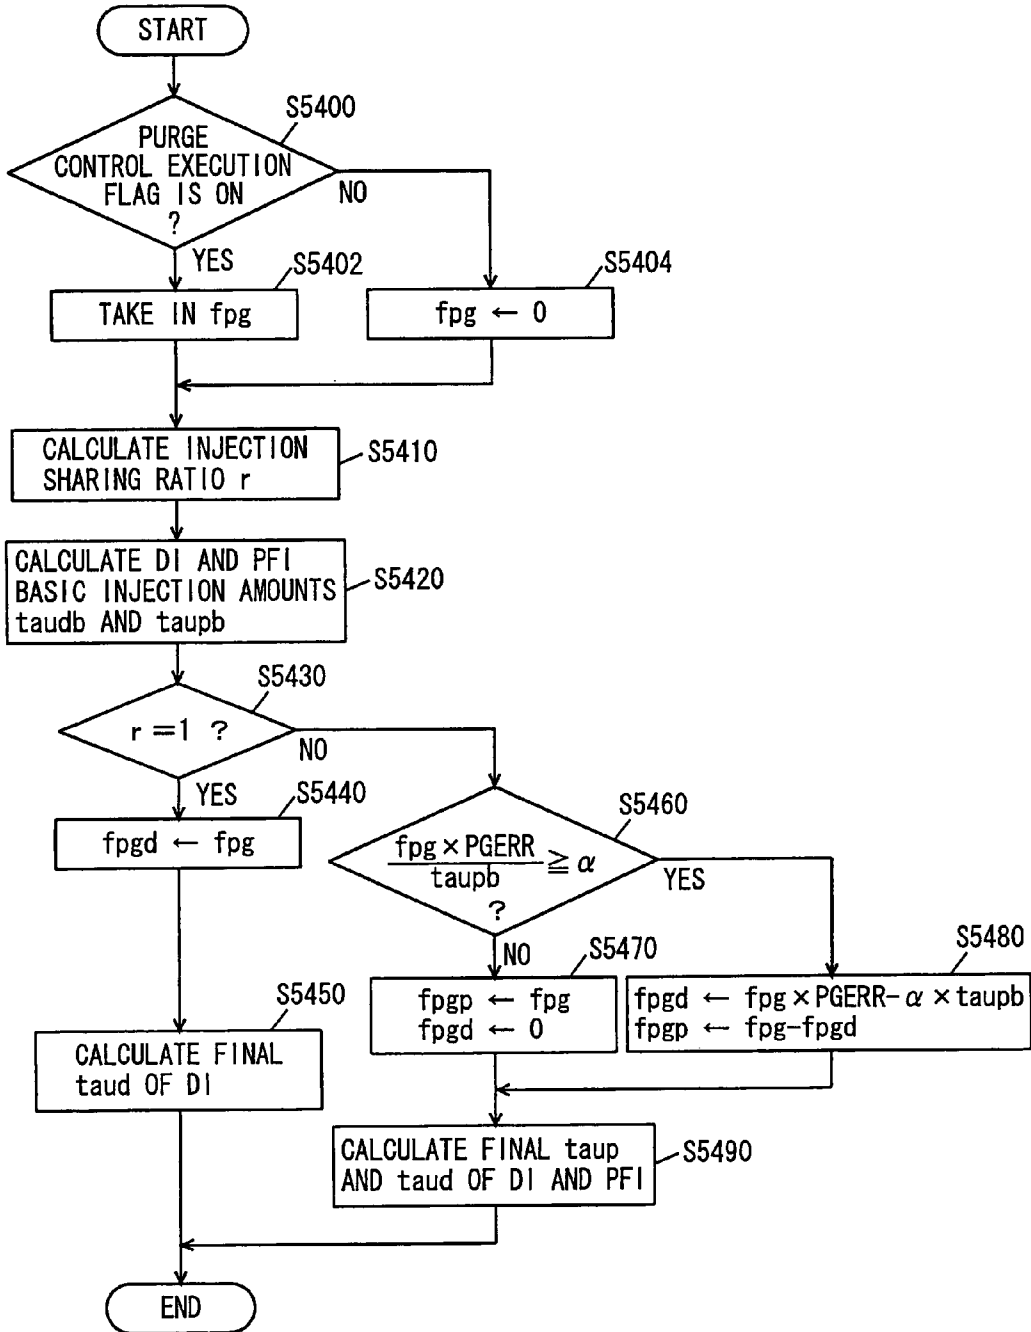 START
S5400
PURGE
CONTROL EXECUTION
FLAG IS ON
?
NO
YES
S5402
TAKE IN fpg
S5404
fpg ← 0
CALCULATE INJECTION
SHARING RATIO r
S5410
CALCULATE DI AND PFI
BASIC INJECTION AMOUNTS
taudb AND taupb
S5420
S5430
r=1 ?
NO
YES
S5440
fpgd ← fpg
S5460
fpg×PGERR
taupb
≧α
?
YES
NO
S5470
fpgp ← fpg
fpgd ← 0
S5480
fpgd ← fpg×PGERR-α×taupb
fpgp ← fpg-fpgd
S5450
CALCULATE FINAL
taud OF DI
CALCULATE FINAL taup
AND taud OF DI AND PFI
S5490
END